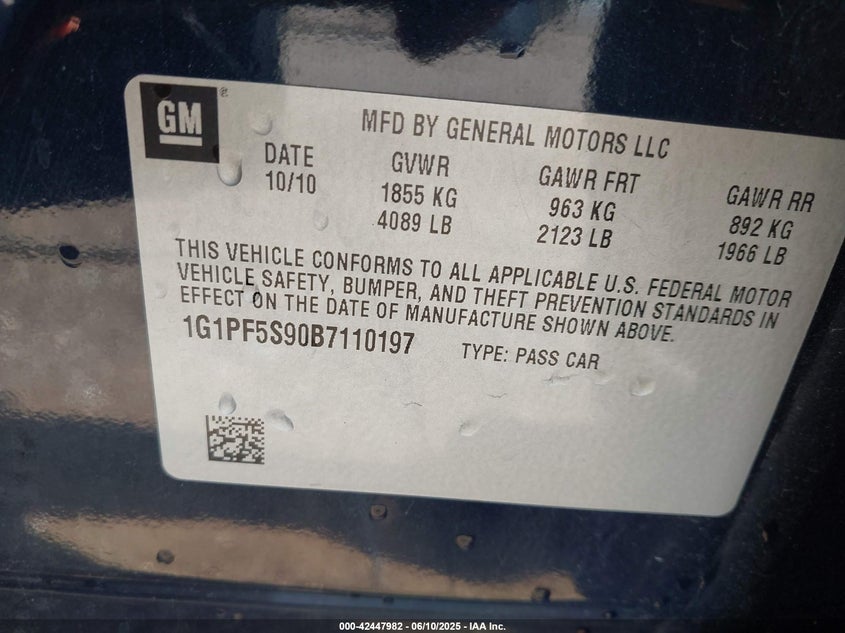 GM®
MFD BY GENERAL MOTORS LLC
DATE GVWR GAWR FRT GAWR RR
10/10 1855 KG 963 KG 892 KG
4089 LB 2123 LB 1966 LB
THIS VEHICLE CONFORMS TO ALL APPLICABLE U.S. FEDERAL MOTOR
VEHICLE SAFETY, BUMPER, AND THEFT PREVENTION STANDARDS IN
EFFECT ON THE DATE OF MANUFACTURE SHOWN ABOVE.
1G1PF5S90B7110197 TYPE: PASS CAR
000-42447982 - 06/10/2025 - IAA Inc.